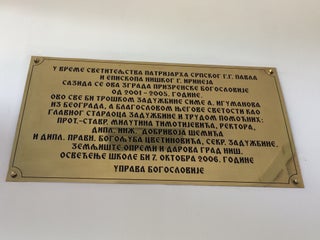 У ВРЕМЕ СВЕТИТЕЉСТВА ПАТРИЈАРХА СРПСКОГ Г.Г. ПАВЛА
И ЕПИСКОПА НИШКОГ Г. ИРИНЕЈА
САЗИДА СЕ ОВА ЗГРАДА ПРИЗРЕНСКЕ БОГОСЛОВИЈЕ
ОД 2001 - 2005. ГОДИНЕ.
ОВО СВЕ БИ ТРОШКОМ ЗАДУЖБИНЕ СИМЕ А. ИГУМАНОВА
ИЗ БЕОГРАДА, А БЛАГОСЛОВОМ ЊЕГОВЕ СВЕТОСТИ КАО
ГЛАВНОГ СТАРАОЦА ЗАДУЖБИНЕ И ТРУДОМ ПОМОЋНИХ:
ПРОТ.-СТАВР. МИЛУТИНА ТИМОТИЈЕВИЋА, РЕКТОРА,
ДИПЛ. ИНЖ. ДОБРИВОЈА ШЕМИЋА
И ДИПЛ. ПРАВН. БОГОЉУБА ЦВЕТИНОВИЋА, СЕКР. ЗАДУЖБИНЕ.
ЗЕМЉИШТЕ ОПРЕМИ И ДАРОВА ГРАД НИШ.
ОСВЕЋЕЊЕ ШКОЛЕ БИ 7. ОКТОБРА 2006. ГОДИНЕ
УПРАВА БОГОСЛОВИЈЕ